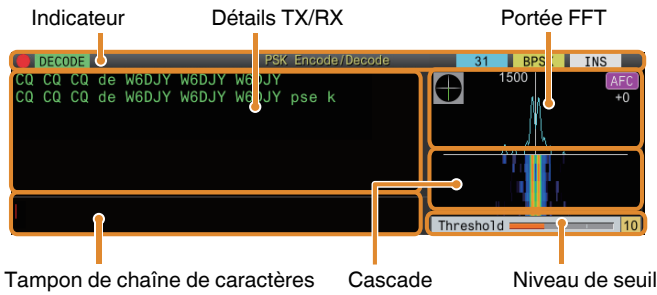 Indicateur Détails TX/RX Portée FFT
DECODE PSK Encode/Decode 31 BPSK INS
CQ CQ CQ de W6DJY W6DJY W6DJY
CQ CQ CQ de W6DJY W6DJY W6DJY pse k
1500 AFC
+0
Threshold 10
Tampon de chaîne de caractères Cascade Niveau de seuil